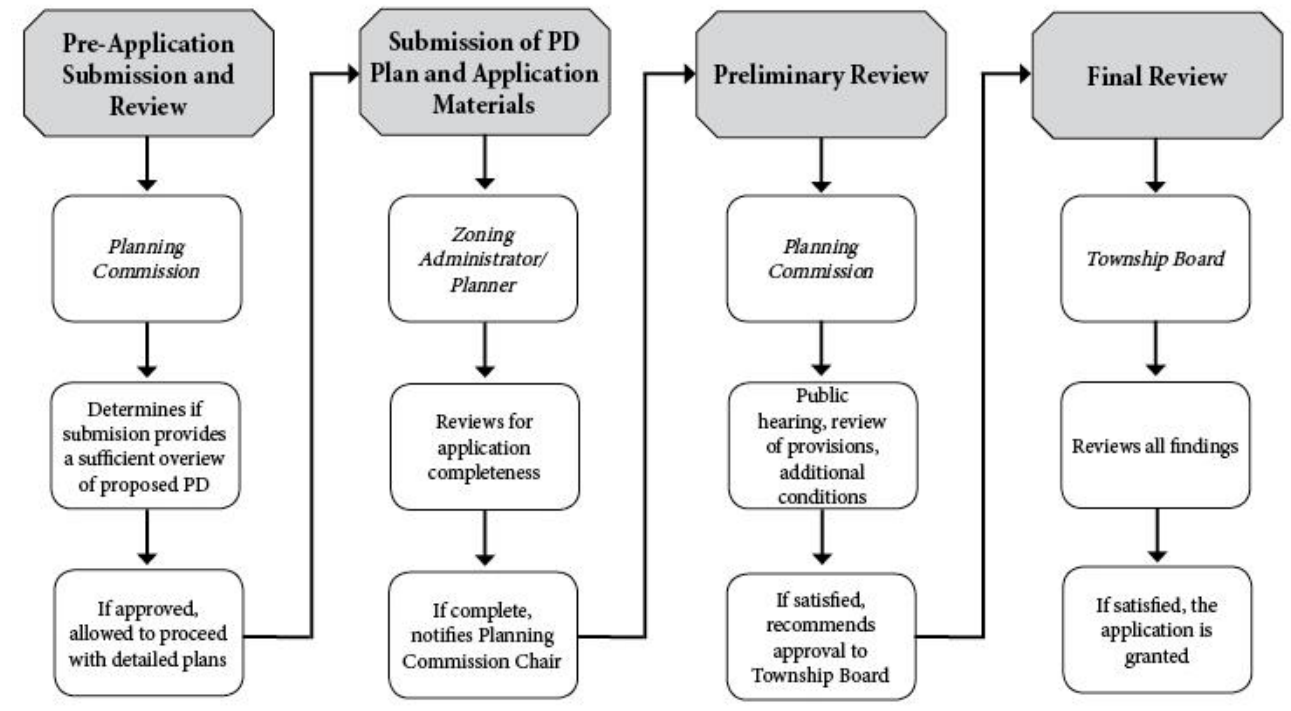 Pre-Application
Submission and
Review
Planning
Commission
Determines if
submision provides
a sufficient overiew
of proposed PD
If approved,
allowed to proceed
with detailed plans
Submission of PD
Plan and Application
Materials
Zoning
Administrator/
Planner
Reviews for
application
completeness
If complete,
notifies Planning
Commission Chair
Preliminary Review
Planning
Commission
Public
hearing, review
of provisions,
additional
conditions
If satisfied,
recommends
approval to
Township Board
Final Review
Township Board
Reviews all findings
If satisfied, the
application is
granted